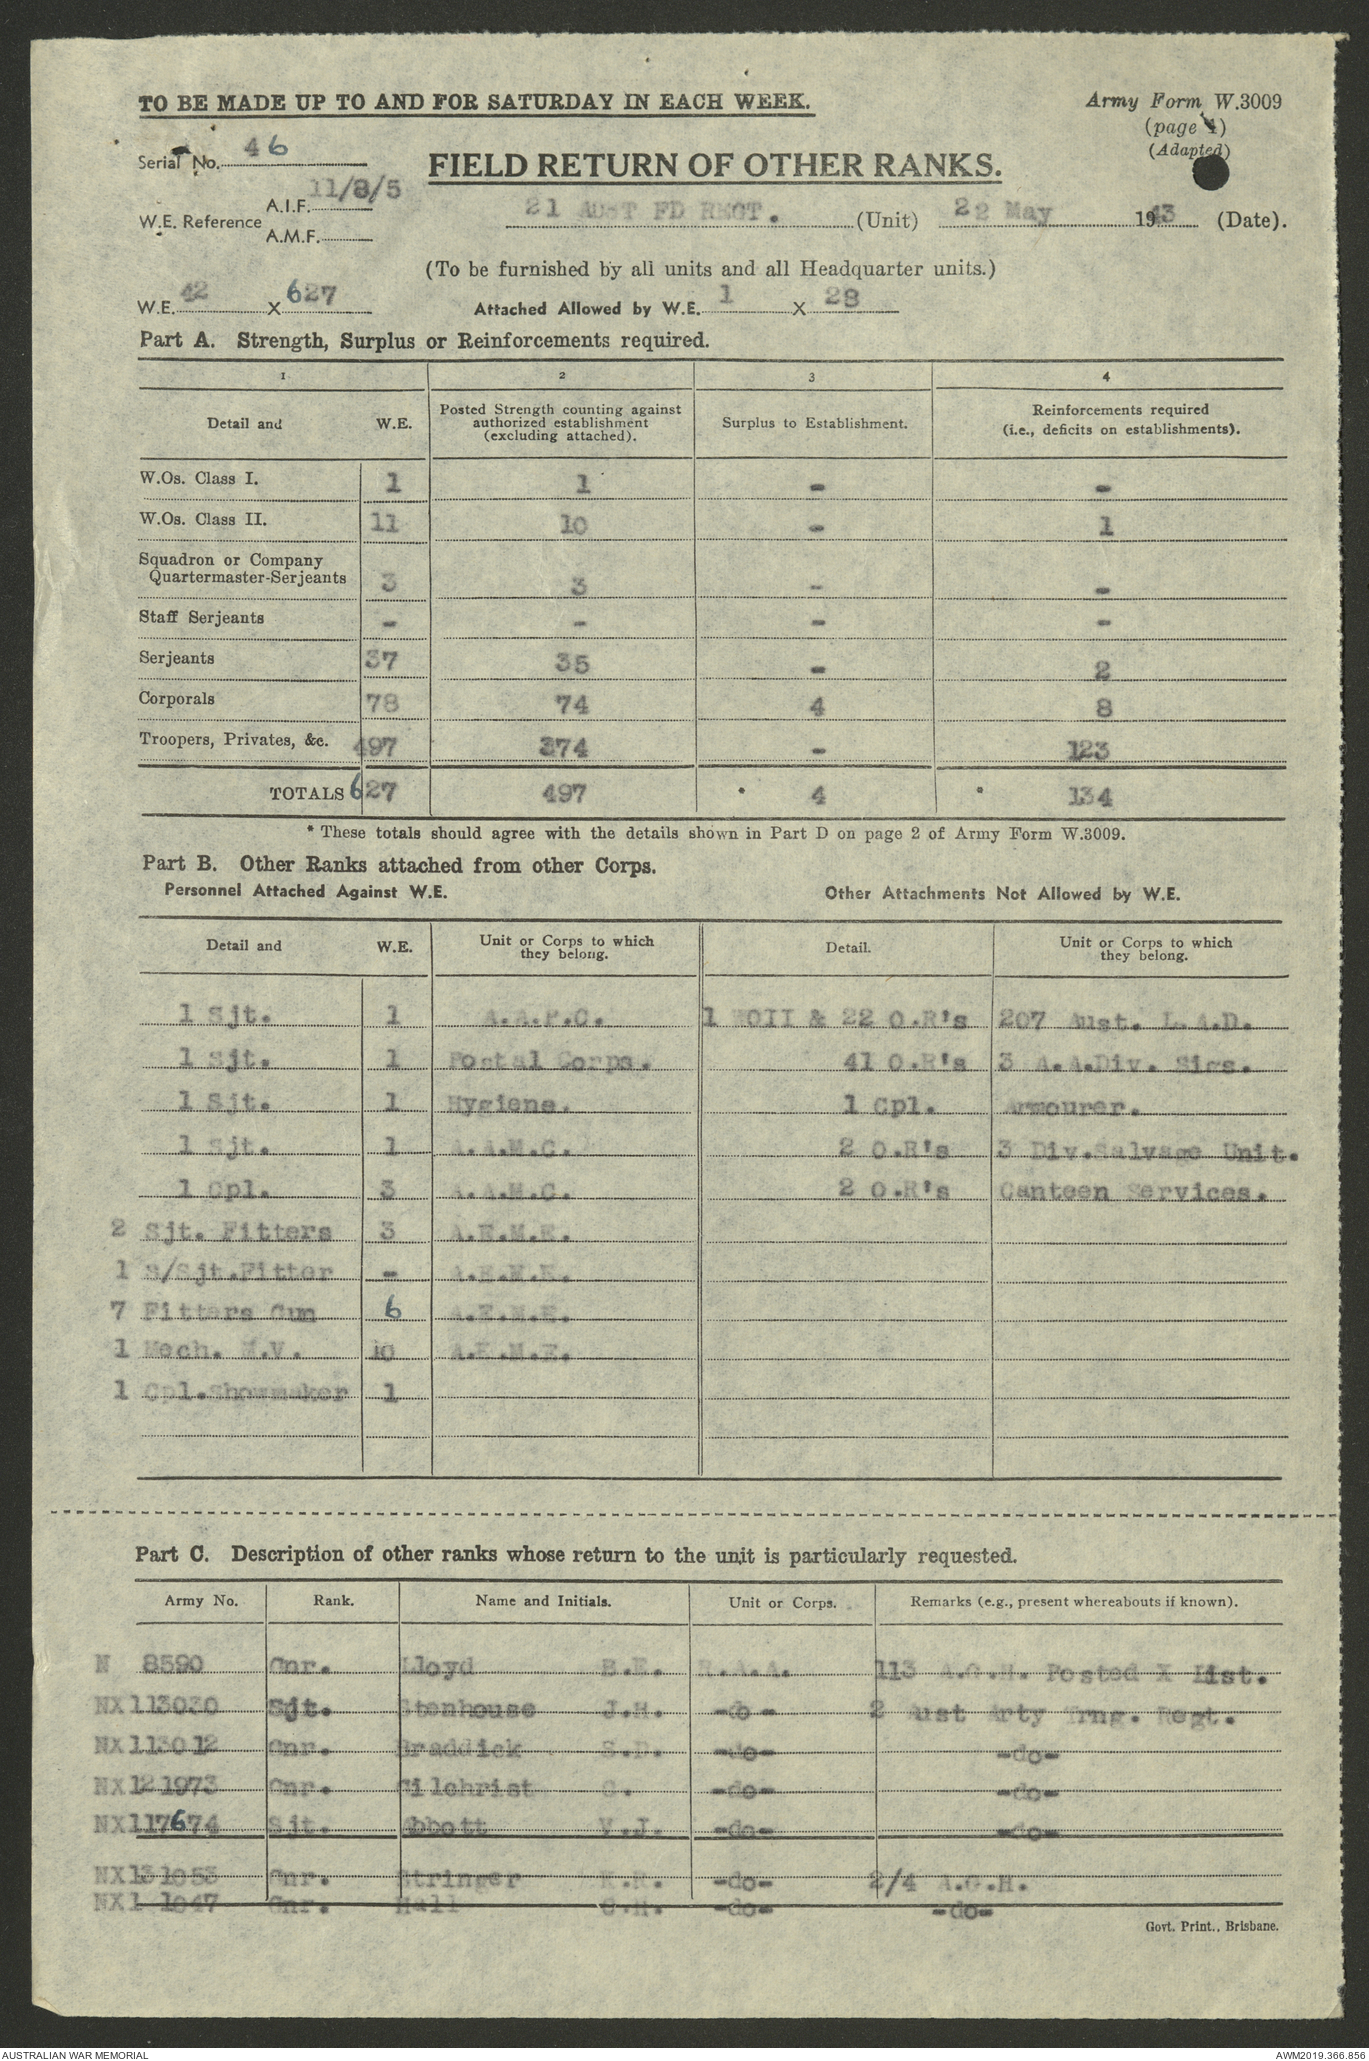 TO BE MADE UP TO AND FOR SATURDAY IN EACH WEEK.
Army Form W.3009
(page 1)
(Adapted)
Serial No. 46
FIELD RETURN OF OTHER RANKS.
W.E. Reference A.I.F. 11/8/5
A.M.F.
21 AUST FD REGT. (Unit) 22 May 1943 (Date).
(To be furnished by all units and all Headquarter units.)
W.E. 42 X 627 Attached Allowed by W.E. 1 X 28
Part A. Strength, Surplus or Reinforcements required.
1 2 3 4
Detail and W.E. Posted Strength counting against authorized establishment (excluding attached). Surplus to Establishment. Reinforcements required (i.e., deficits on establishments).
W.Os. Class I. 1 1 - -
W.Os. Class II. 11 10 - 1
Squadron or Company
Quartermaster-Serjeants 3 3 - -
Staff Serjeants - - - -
Serjeants 37 35 - 2
Corporals 78 74 4 8
Troopers, Privates, &c. 497 374 - 123
TOTALS 627 497 * 4 * 134
* These totals should agree with the details shown in Part D on page 2 of Army Form W.3009.
Part B. Other Ranks attached from other Corps.
Personnel Attached Against W.E. Other Attachments Not Allowed by W.E.
Detail and W.E. Unit or Corps to which they belong. Detail. Unit or Corps to which they belong.
1 Sjt. 1 A.A.P.C. 1 WOII & 22 O.R's 207 Aust. L.A.D.
1 Sjt. 1 Postal Corps. 41 O.R's 3 A.A.Div. Sigs.
1 Sjt. 1 Hygiene. 1 Cpl. Armourer.
1 Sjt. 1 A.A.M.C. 2 O.R's 3 Div.Salvage Unit.
1 Cpl. 3 A.A.M.C. 2 O.R's Canteen Services.
2 Sjt. Fitters 3 A.E.M.E.
1 S/Sjt.Fitter - A.E.M.E.
7 Fitters Gun 6 A.E.M.E.
1 Mech. M.V. 10 A.E.M.E.
1 Cpl.Showmaker 1
Part C. Description of other ranks whose return to the unit is particularly requested.
Army No. Rank. Name and Initials. Unit or Corps. Remarks (e.g., present whereabouts if known).
N 8590 Gnr. Lloyd R.A.A. 113 A.G.H. Posted X List.
NX113030 Sjt. Stenhouse J.H. -do- 2 Aust Arty Trng. Regt.
NX113012 Gnr. Braddick -do- -do-
NX121973 Gnr. Gilchrist -do- -do-
NX117674 Sjt. Abbott V.J. -do- -do-
NX131053 Gnr. Stringer -do- 2/4 A.G.H.
NX1 1047 Gnr. Hall -do- -do-
Govt. Print., Brisbane.
AUSTRALIAN WAR MEMORIAL
AWM2019.366.856